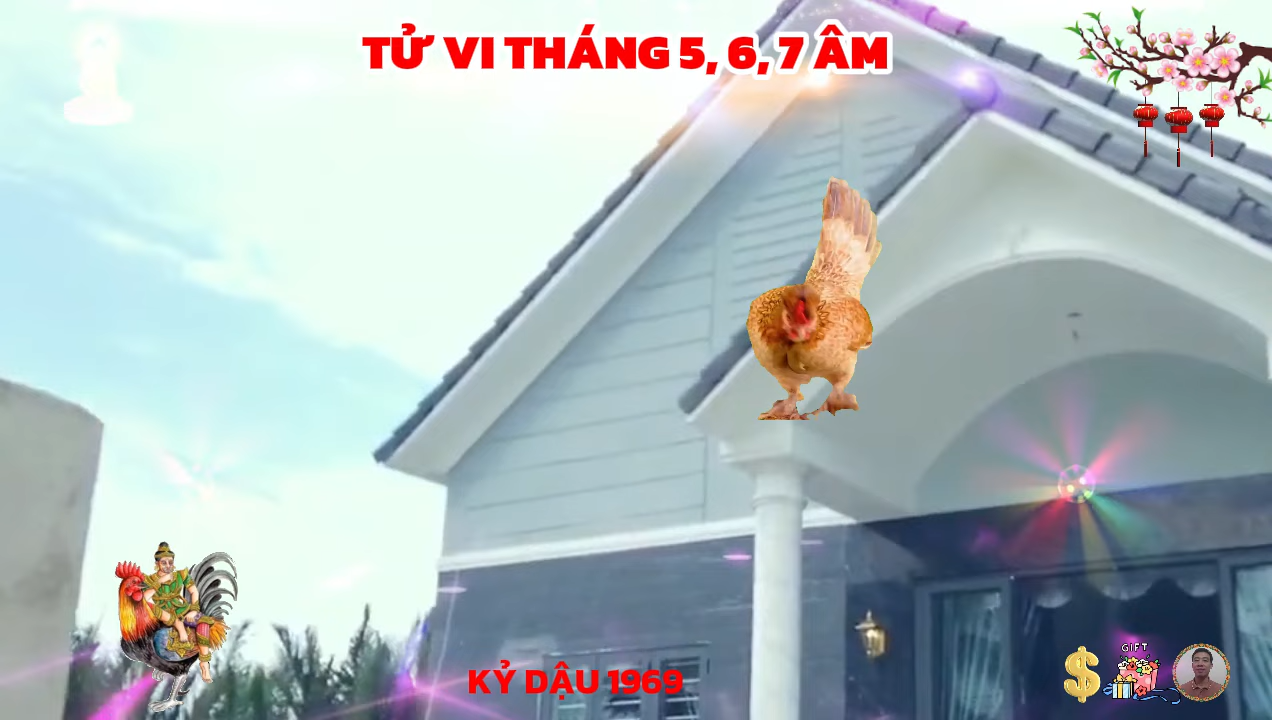 TỬ VI THÁNG 5, 6, 7 ÂM
GIFT
KỶ DẬU 1969